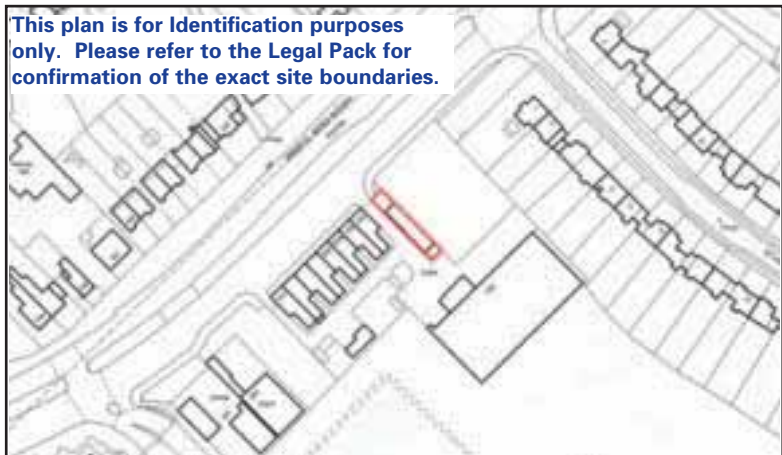 This plan is for Identification purposes
only. Please refer to the Legal Pack for
confirmation of the exact site boundaries.